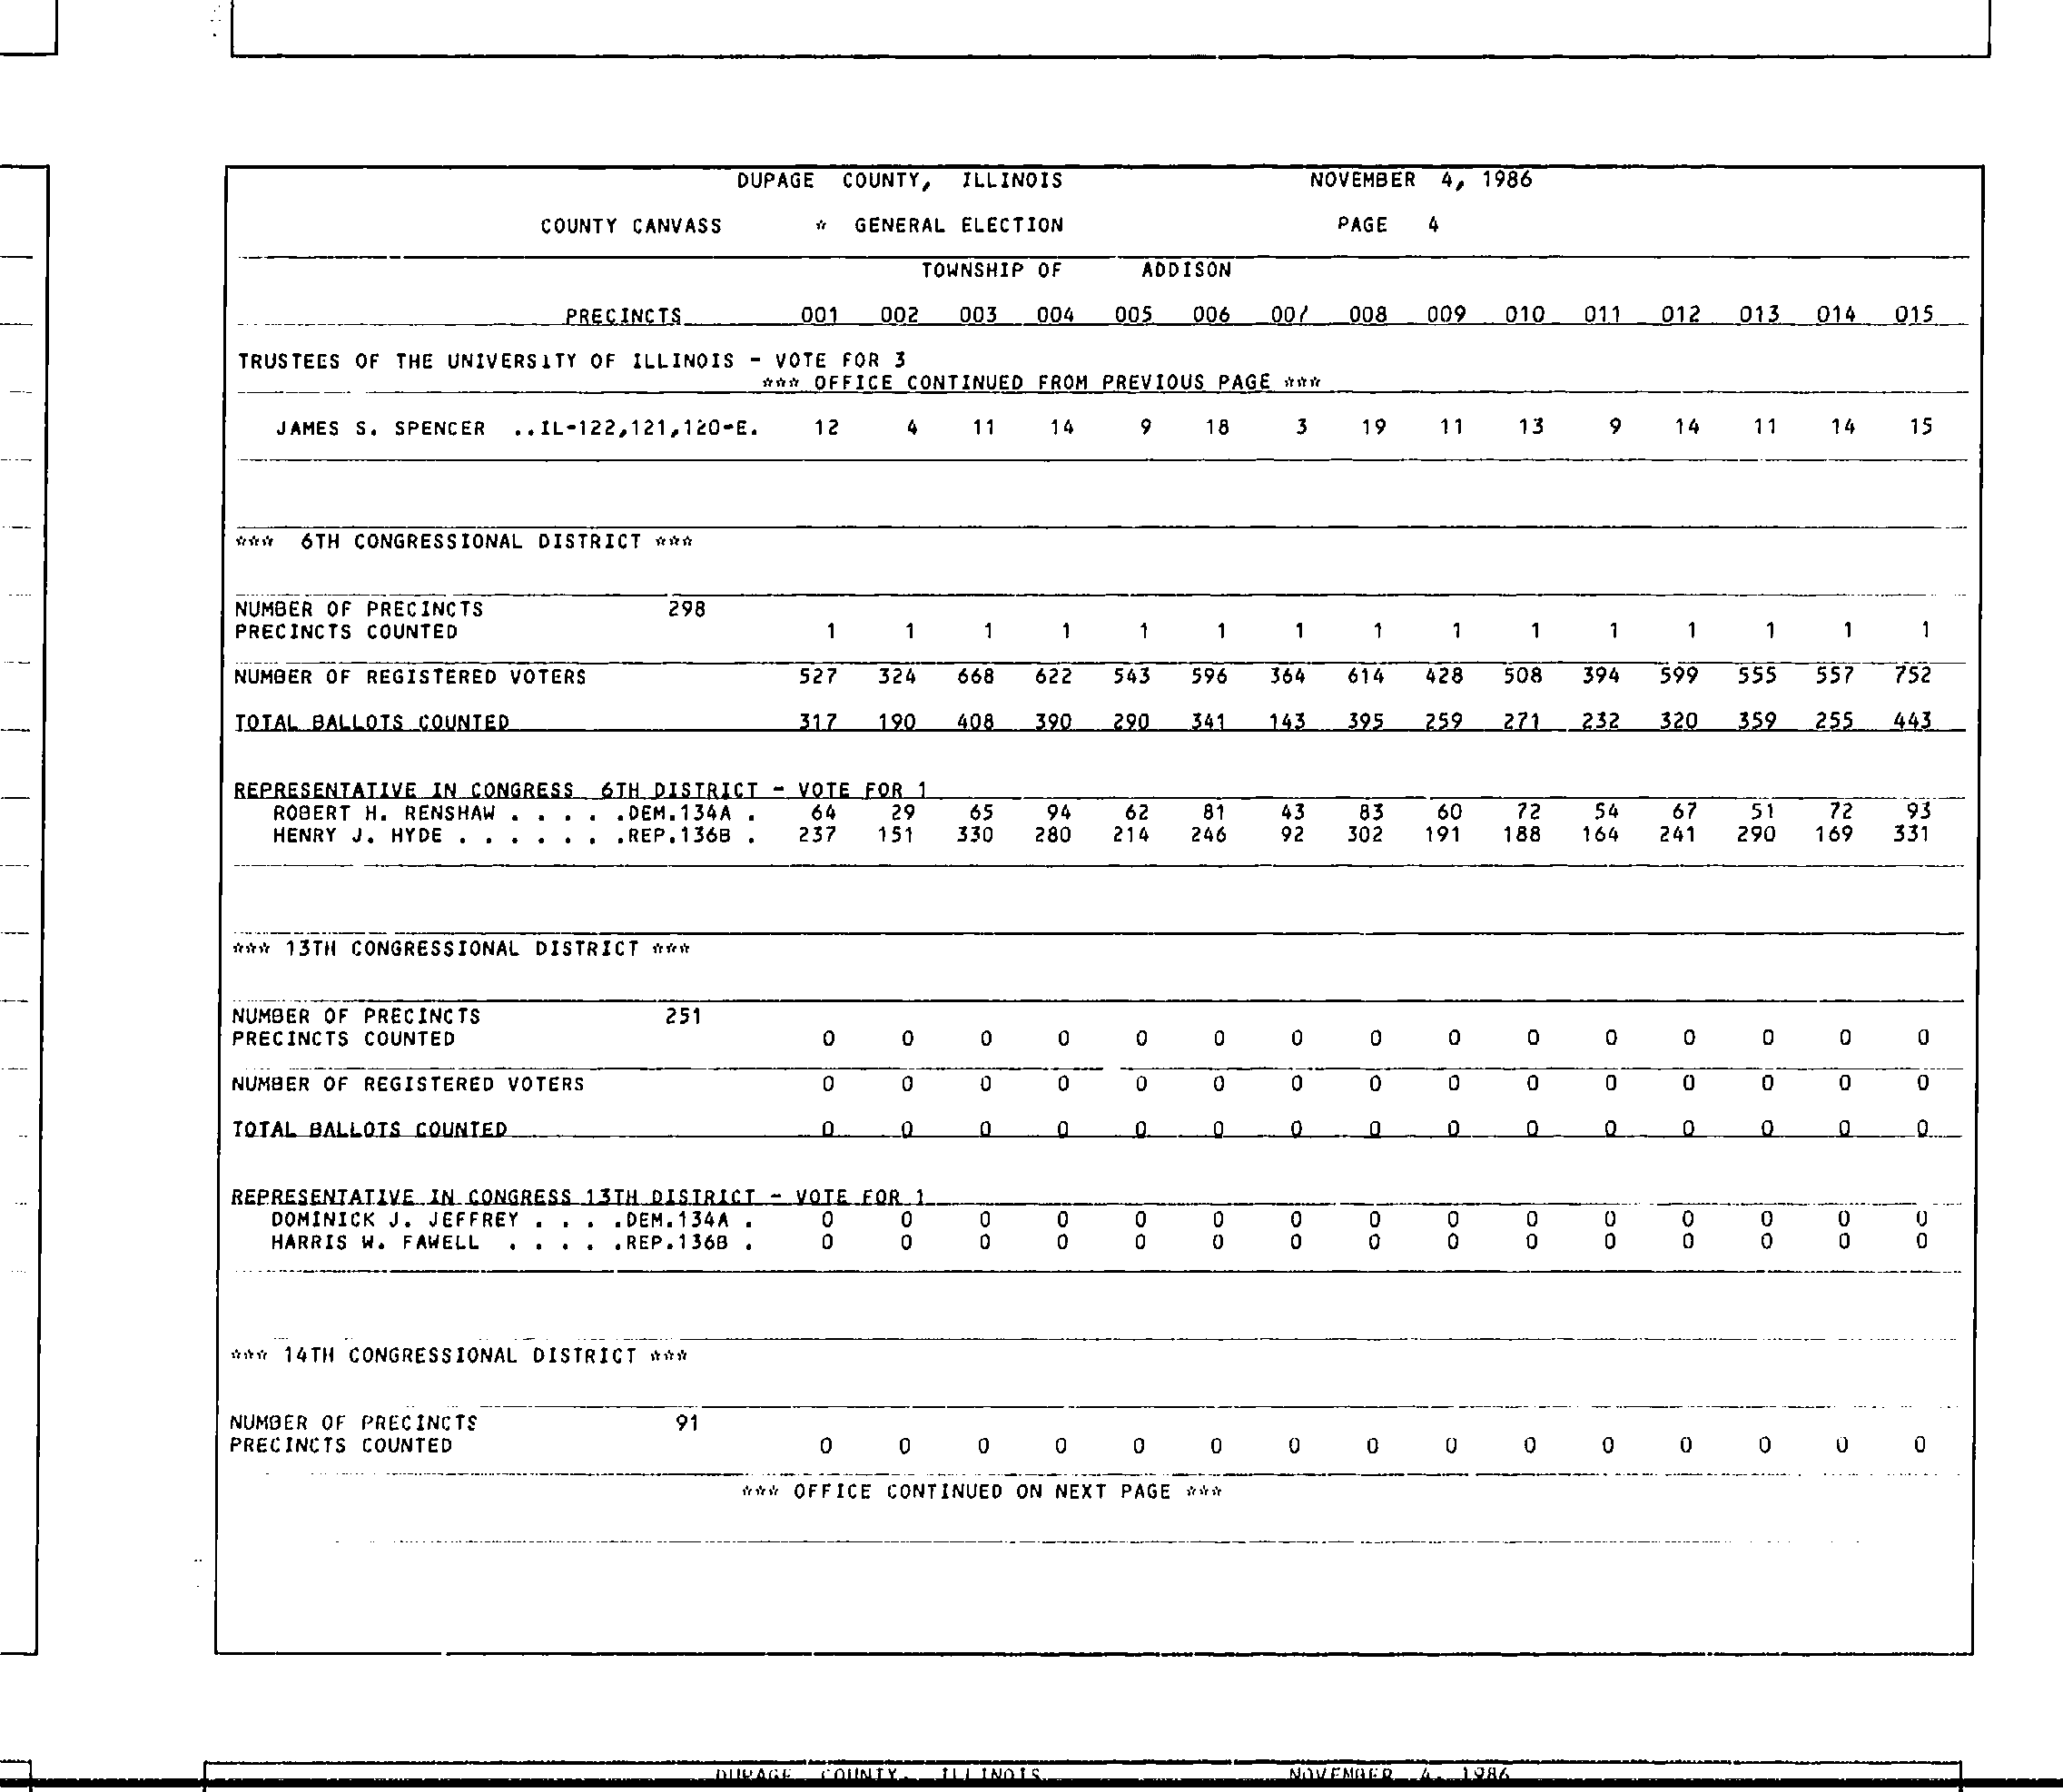 DUPAGE COUNTY, ILLINOIS NOVEMBER 4, 1986
COUNTY CANVASS * GENERAL ELECTION PAGE 4
TOWNSHIP OF ADDISON
PRECINCTS 001 002 003 004 005 006 007 008 009 010 011 012 013 014 015
TRUSTEES OF THE UNIVERSITY OF ILLINOIS - VOTE FOR 3
*** OFFICE CONTINUED FROM PREVIOUS PAGE ***
JAMES S. SPENCER ..IL-122,121,120-E. 12 4 11 14 9 18 3 19 11 13 9 14 11 14 15
*** 6TH CONGRESSIONAL DISTRICT ***
NUMBER OF PRECINCTS 298
PRECINCTS COUNTED 1 1 1 1 1 1 1 1 1 1 1 1 1 1 1
NUMBER OF REGISTERED VOTERS 527 324 668 622 543 596 364 614 428 508 394 599 555 557 752
TOTAL BALLOTS COUNTED 317 190 408 390 290 341 143 395 259 271 232 320 359 255 443
REPRESENTATIVE IN CONGRESS 6TH DISTRICT - VOTE FOR 1
ROBERT H. RENSHAW . . . . .DEM.134A . 64 29 65 94 62 81 43 83 60 72 54 67 51 72 93
HENRY J. HYDE . . . . . . .REP.136B . 237 151 330 280 214 246 92 302 191 188 164 241 290 169 331
*** 13TH CONGRESSIONAL DISTRICT ***
NUMBER OF PRECINCTS 251
PRECINCTS COUNTED 0 0 0 0 0 0 0 0 0 0 0 0 0 0 0
NUMBER OF REGISTERED VOTERS 0 0 0 0 0 0 0 0 0 0 0 0 0 0 0
TOTAL BALLOTS COUNTED 0 0 0 0 0 0 0 0 0 0 0 0 0 0 0
REPRESENTATIVE IN CONGRESS 13TH DISTRICT - VOTE FOR 1
DOMINICK J. JEFFREY . . . .DEM.134A . 0 0 0 0 0 0 0 0 0 0 0 0 0 0 0
HARRIS W. FAWELL . . . . .REP.136B . 0 0 0 0 0 0 0 0 0 0 0 0 0 0 0
*** 14TH CONGRESSIONAL DISTRICT ***
NUMBER OF PRECINCTS 91
PRECINCTS COUNTED 0 0 0 0 0 0 0 0 0 0 0 0 0 0 0
*** OFFICE CONTINUED ON NEXT PAGE ***
DUPAGE COUNTY, ILLINOIS NOVEMBER 4, 1986